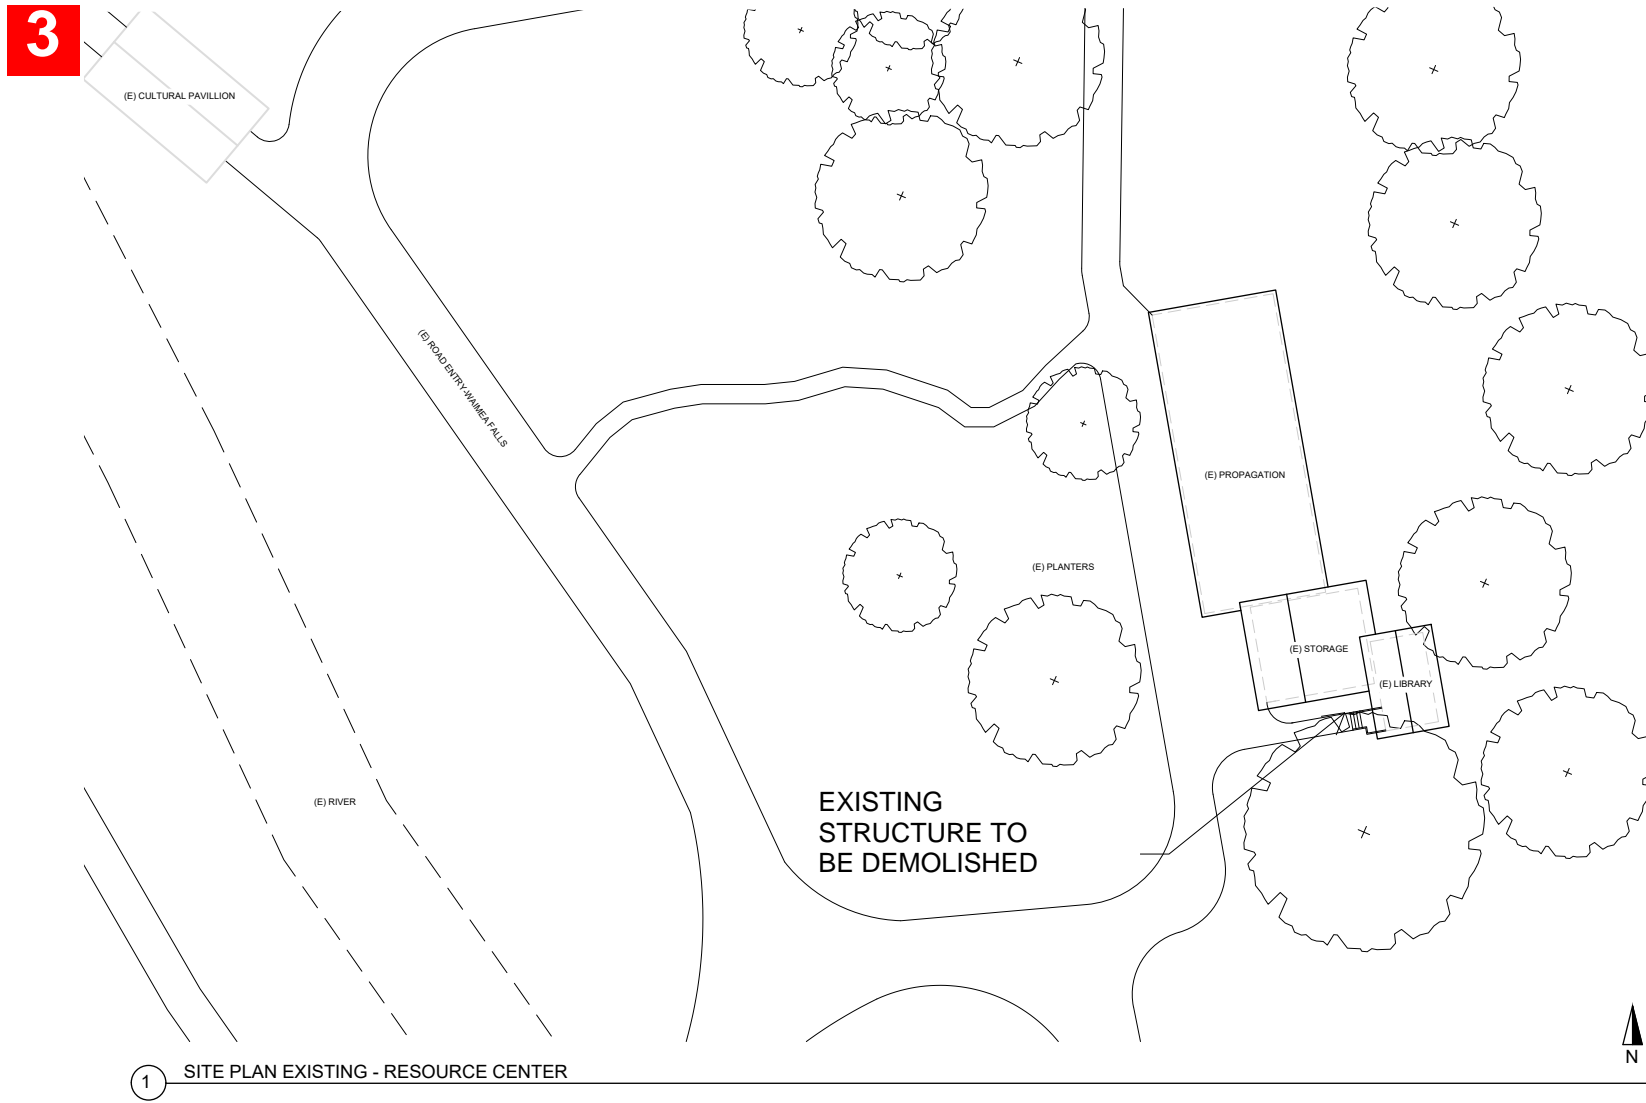 3
(E) CULTURAL PAVILLION
(E) ROAD ENTRY-WAIMEA FALLS
(E) PROPAGATION
(E) PLANTERS
(E) STORAGE
(E) LIBRARY
(E) RIVER
EXISTING
STRUCTURE TO
BE DEMOLISHED
N
1
SITE PLAN EXISTING - RESOURCE CENTER